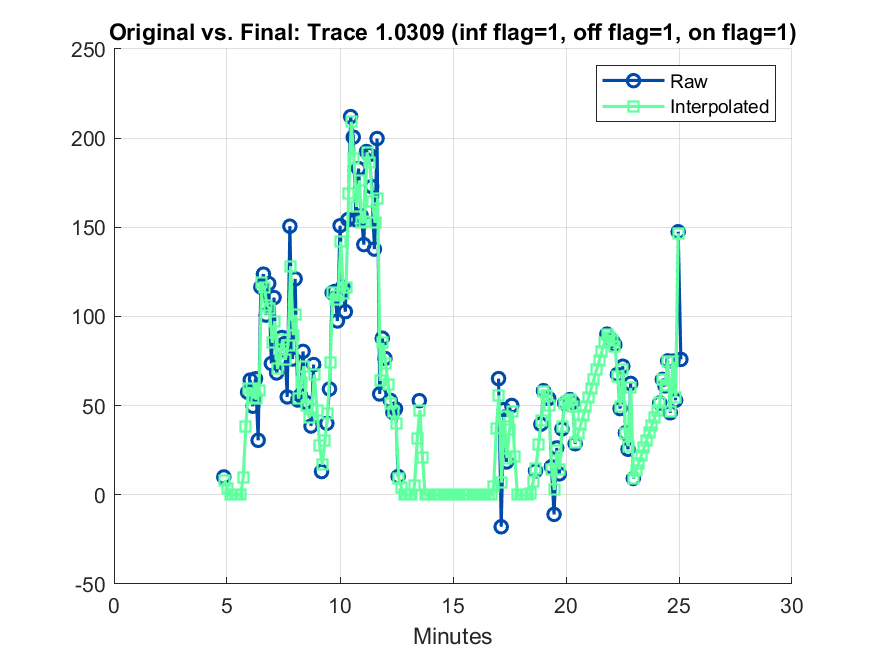 Original vs. Final: Trace 1.0309 (inf flag=1, off flag=1, on flag=1)
250
200
150
100
50
0
-50
Raw
Interpolated
0 5 10 15 20 25 30
Minutes